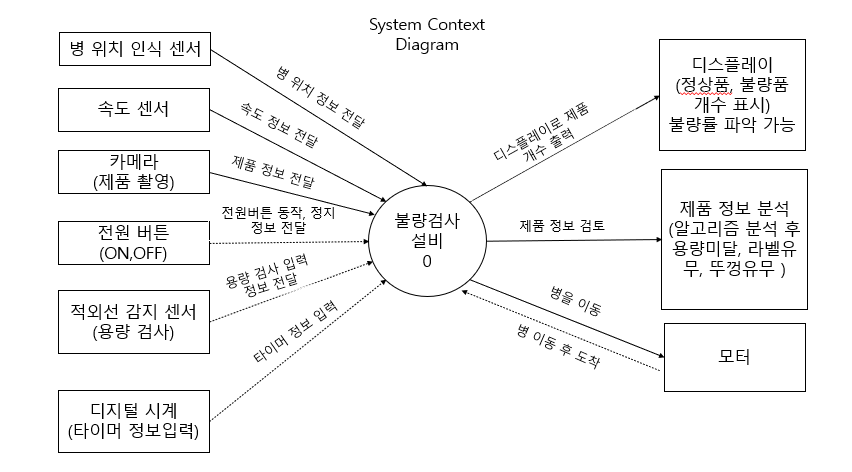 System Context
Diagram
병 위치 인식 센서
속도 센서
카메라
(제품 촬영)
전원 버튼
(ON,OFF)
적외선 감지 센서
(용량 검사)
디지털 시계
(타이머 정보입력)
병 위치 정보 전달
속도 정보 전달
제품 정보 전달
전원버튼 동작, 정지
정보 전달
용량 검사 입력
정보 전달
타이머 정보 입력
불량검사
설비
0
디스플레이로 제품
개수 출력
제품 정보 검토
병을 이동
병 이동 후 도착
디스플레이
(정상품, 불량품
개수 표시)
불량률 파악 가능
제품 정보 분석
(알고리즘 분석 후
용량미달, 라벨유
무, 뚜껑유무 )
모터